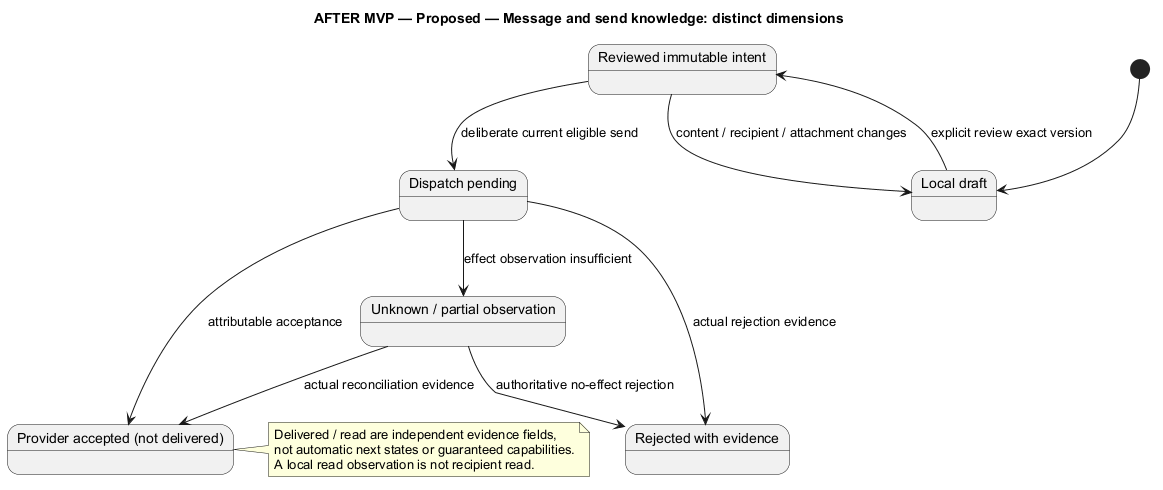 AFTER MVP — Proposed — Message and send knowledge: distinct dimensions
Reviewed immutable intent
deliberate current eligible send
content / recipient / attachment changes
explicit review exact version
Dispatch pending
Local draft
effect observation insufficient
Unknown / partial observation
attributable acceptance
actual rejection evidence
actual reconciliation evidence
authoritative no-effect rejection
Provider accepted (not delivered)
Delivered / read are independent evidence fields,
not automatic next states or guaranteed capabilities.
A local read observation is not recipient read.
Rejected with evidence